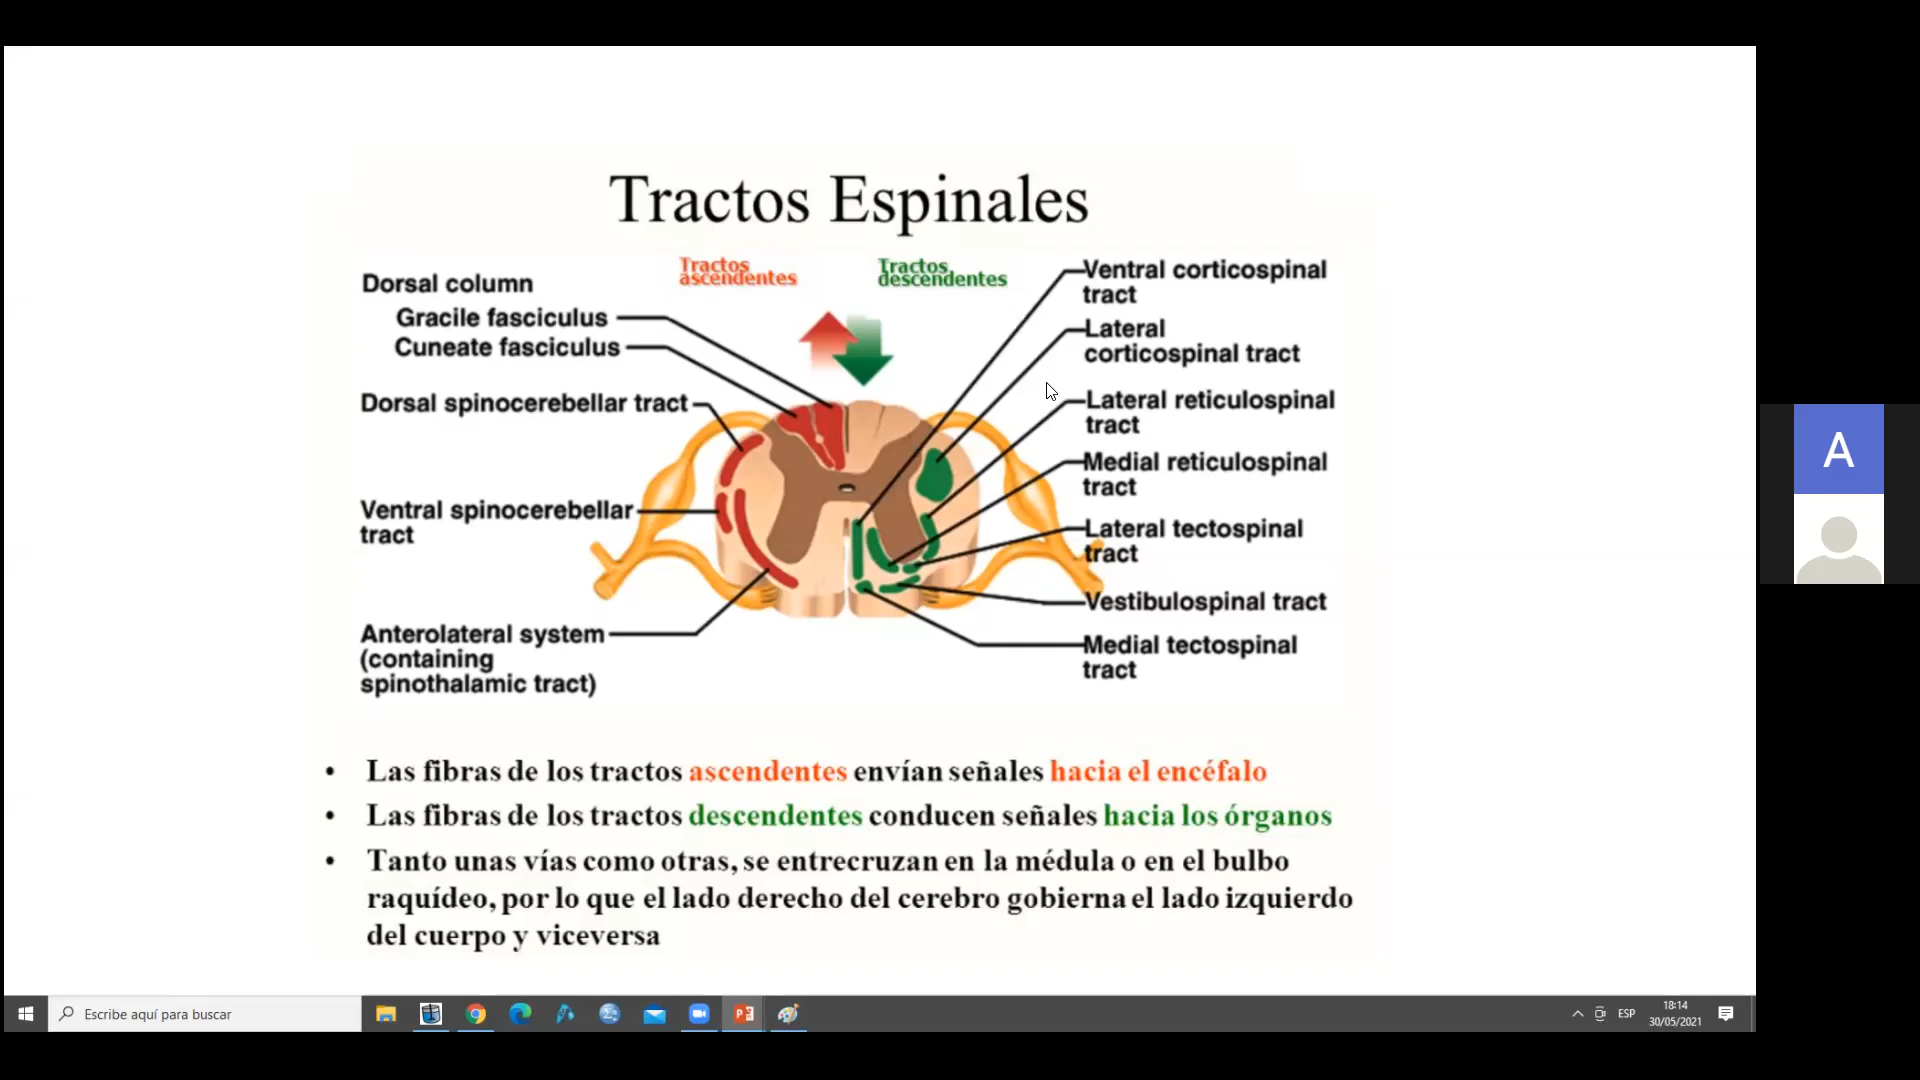 Tractos Espinales
Tractos
ascendentes
Tractos
descendentes
Dorsal column
Gracile fasciculus
Cuneate fasciculus
Dorsal spinocerebellar tract
Ventral spinocerebellar
tract
Anterolateral system
(containing
spinothalamic tract)
Ventral corticospinal
tract
Lateral
corticospinal tract
Lateral reticulospinal
tract
Medial reticulospinal
tract
Lateral tectospinal
tract
Vestibulospinal tract
Medial tectospinal
tract
• Las fibras de los tractos ascendentes envían señales hacia el encéfalo
• Las fibras de los tractos descendentes conducen señales hacia los órganos
• Tanto unas vías como otras, se entrecruzan en la médula o en el bulbo
raquídeo, por lo que el lado derecho del cerebro gobierna el lado izquierdo
del cuerpo y viceversa
A
Escribe aquí para buscar
ESP
18:14
30/05/2021